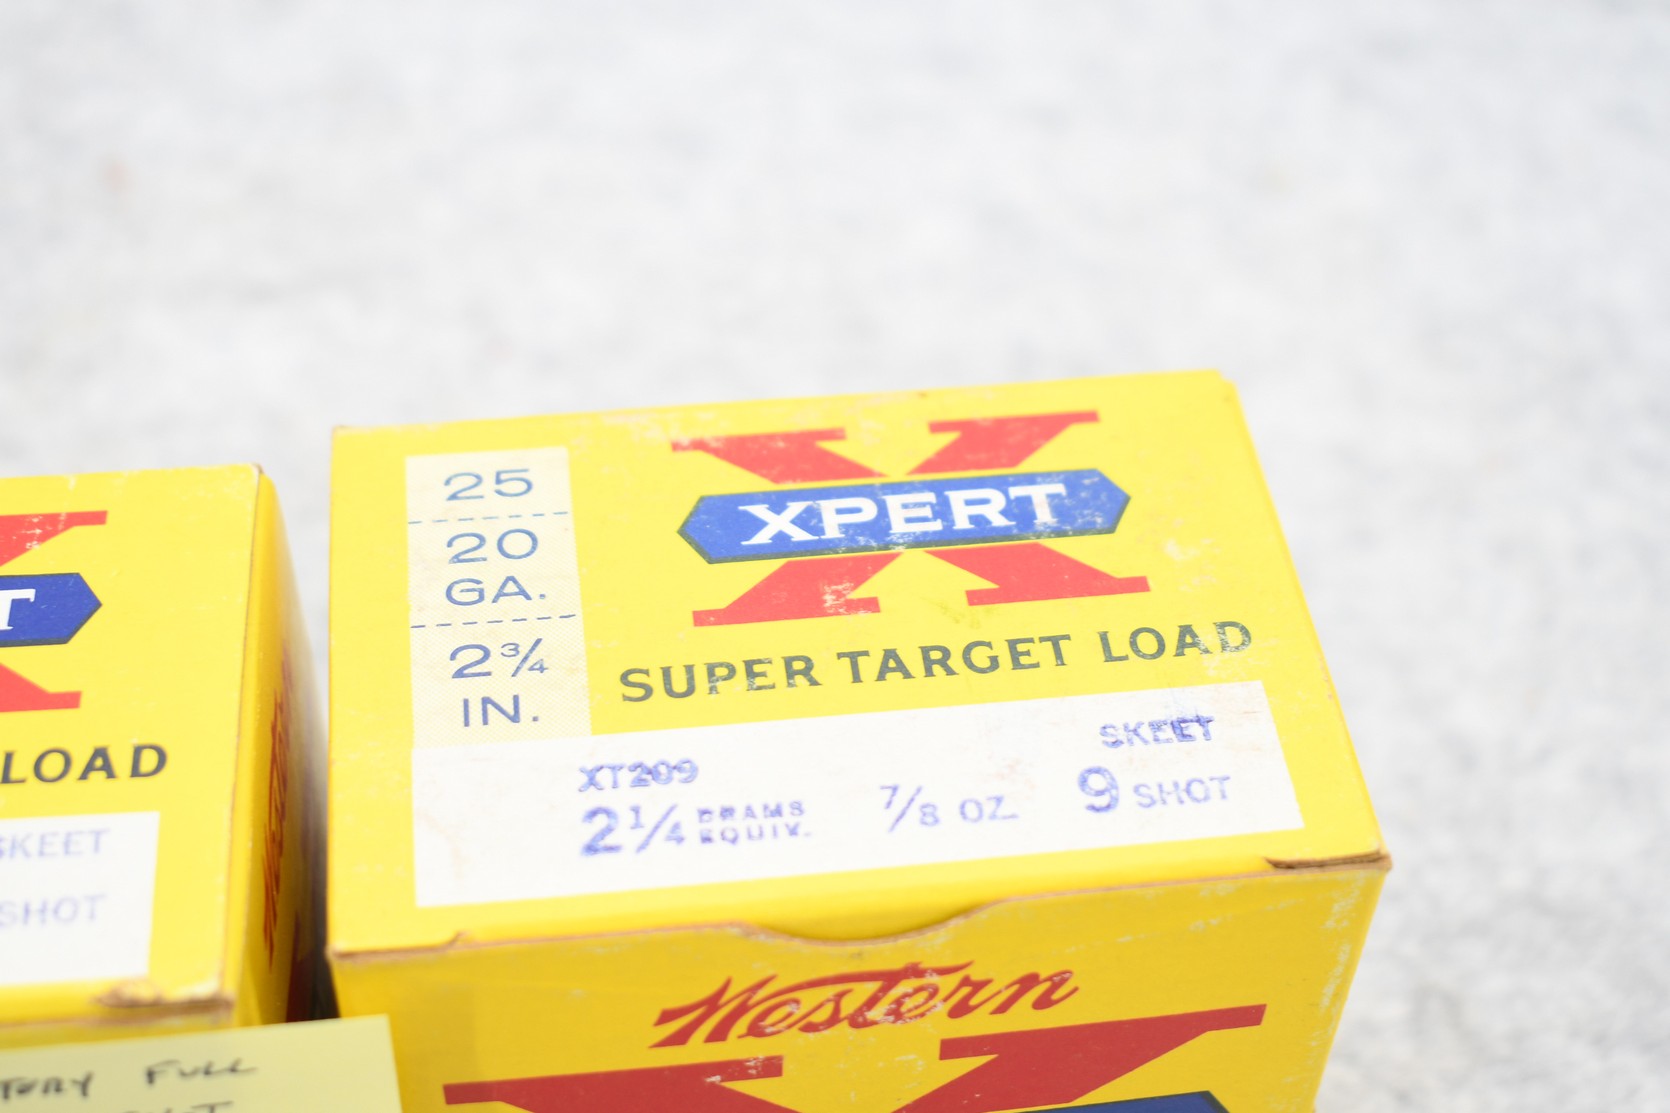 25
20
GA.
2¾
IN.
XPERT
SUPER TARGET LOAD
XT209
SKEET
2¼ DRAMS EQUIV.
⅞ OZ.
9 SHOT
Western
T
LOAD
SKEET
SHOT
FULL